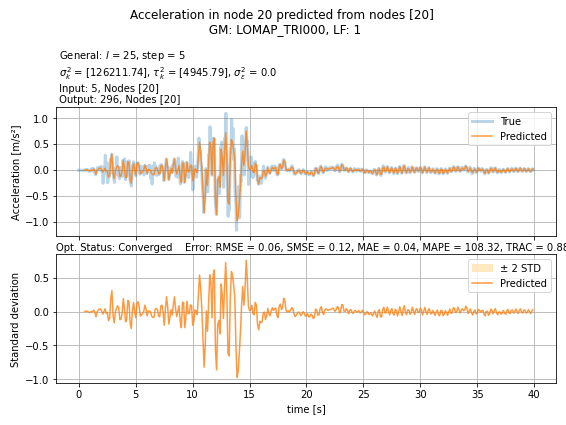 Acceleration in node 20 predicted from nodes [20]
GM: LOMAP_TRI000, LF: 1
General: l = 25, step = 5
σ²_k = [126211.74], τ²_k = [4945.79], σ²_ε = 0.0
Input: 5, Nodes [20]
Output: 296, Nodes [20]
Acceleration [m/s²]
1.0
0.5
0.0
−0.5
−1.0
True
Predicted
Opt. Status: Converged Error: RMSE = 0.06, SMSE = 0.12, MAE = 0.04, MAPE = 108.32, TRAC = 0.88
Standard deviation
0.5
0.0
−0.5
−1.0
± 2 STD
Predicted
0 5 10 15 20 25 30 35 40
time [s]